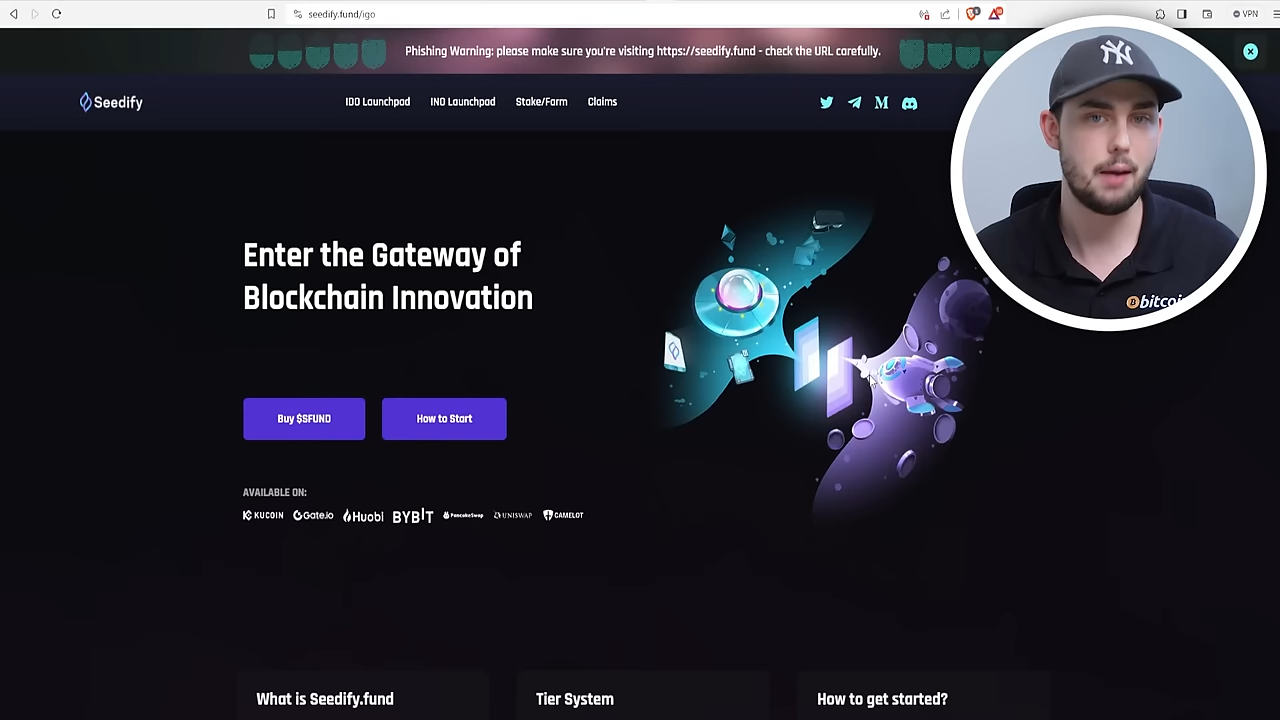 seedify.fund/igo
VPN
Phishing Warning: please make sure you're visiting https://seedify.fund - check the URL carefully.
Seedify
IDO Launchpad
INO Launchpad
Stake/Farm
Claims
Enter the Gateway of
Blockchain Innovation
Buy $SFUND
How to Start
AVAILABLE ON:
KUCOIN
Gate.io
Huobi
BYBIT
PancakeSwap
UNISWAP
CAMELOT
What is Seedify.fund
Tier System
How to get started?
NY
bitcoin